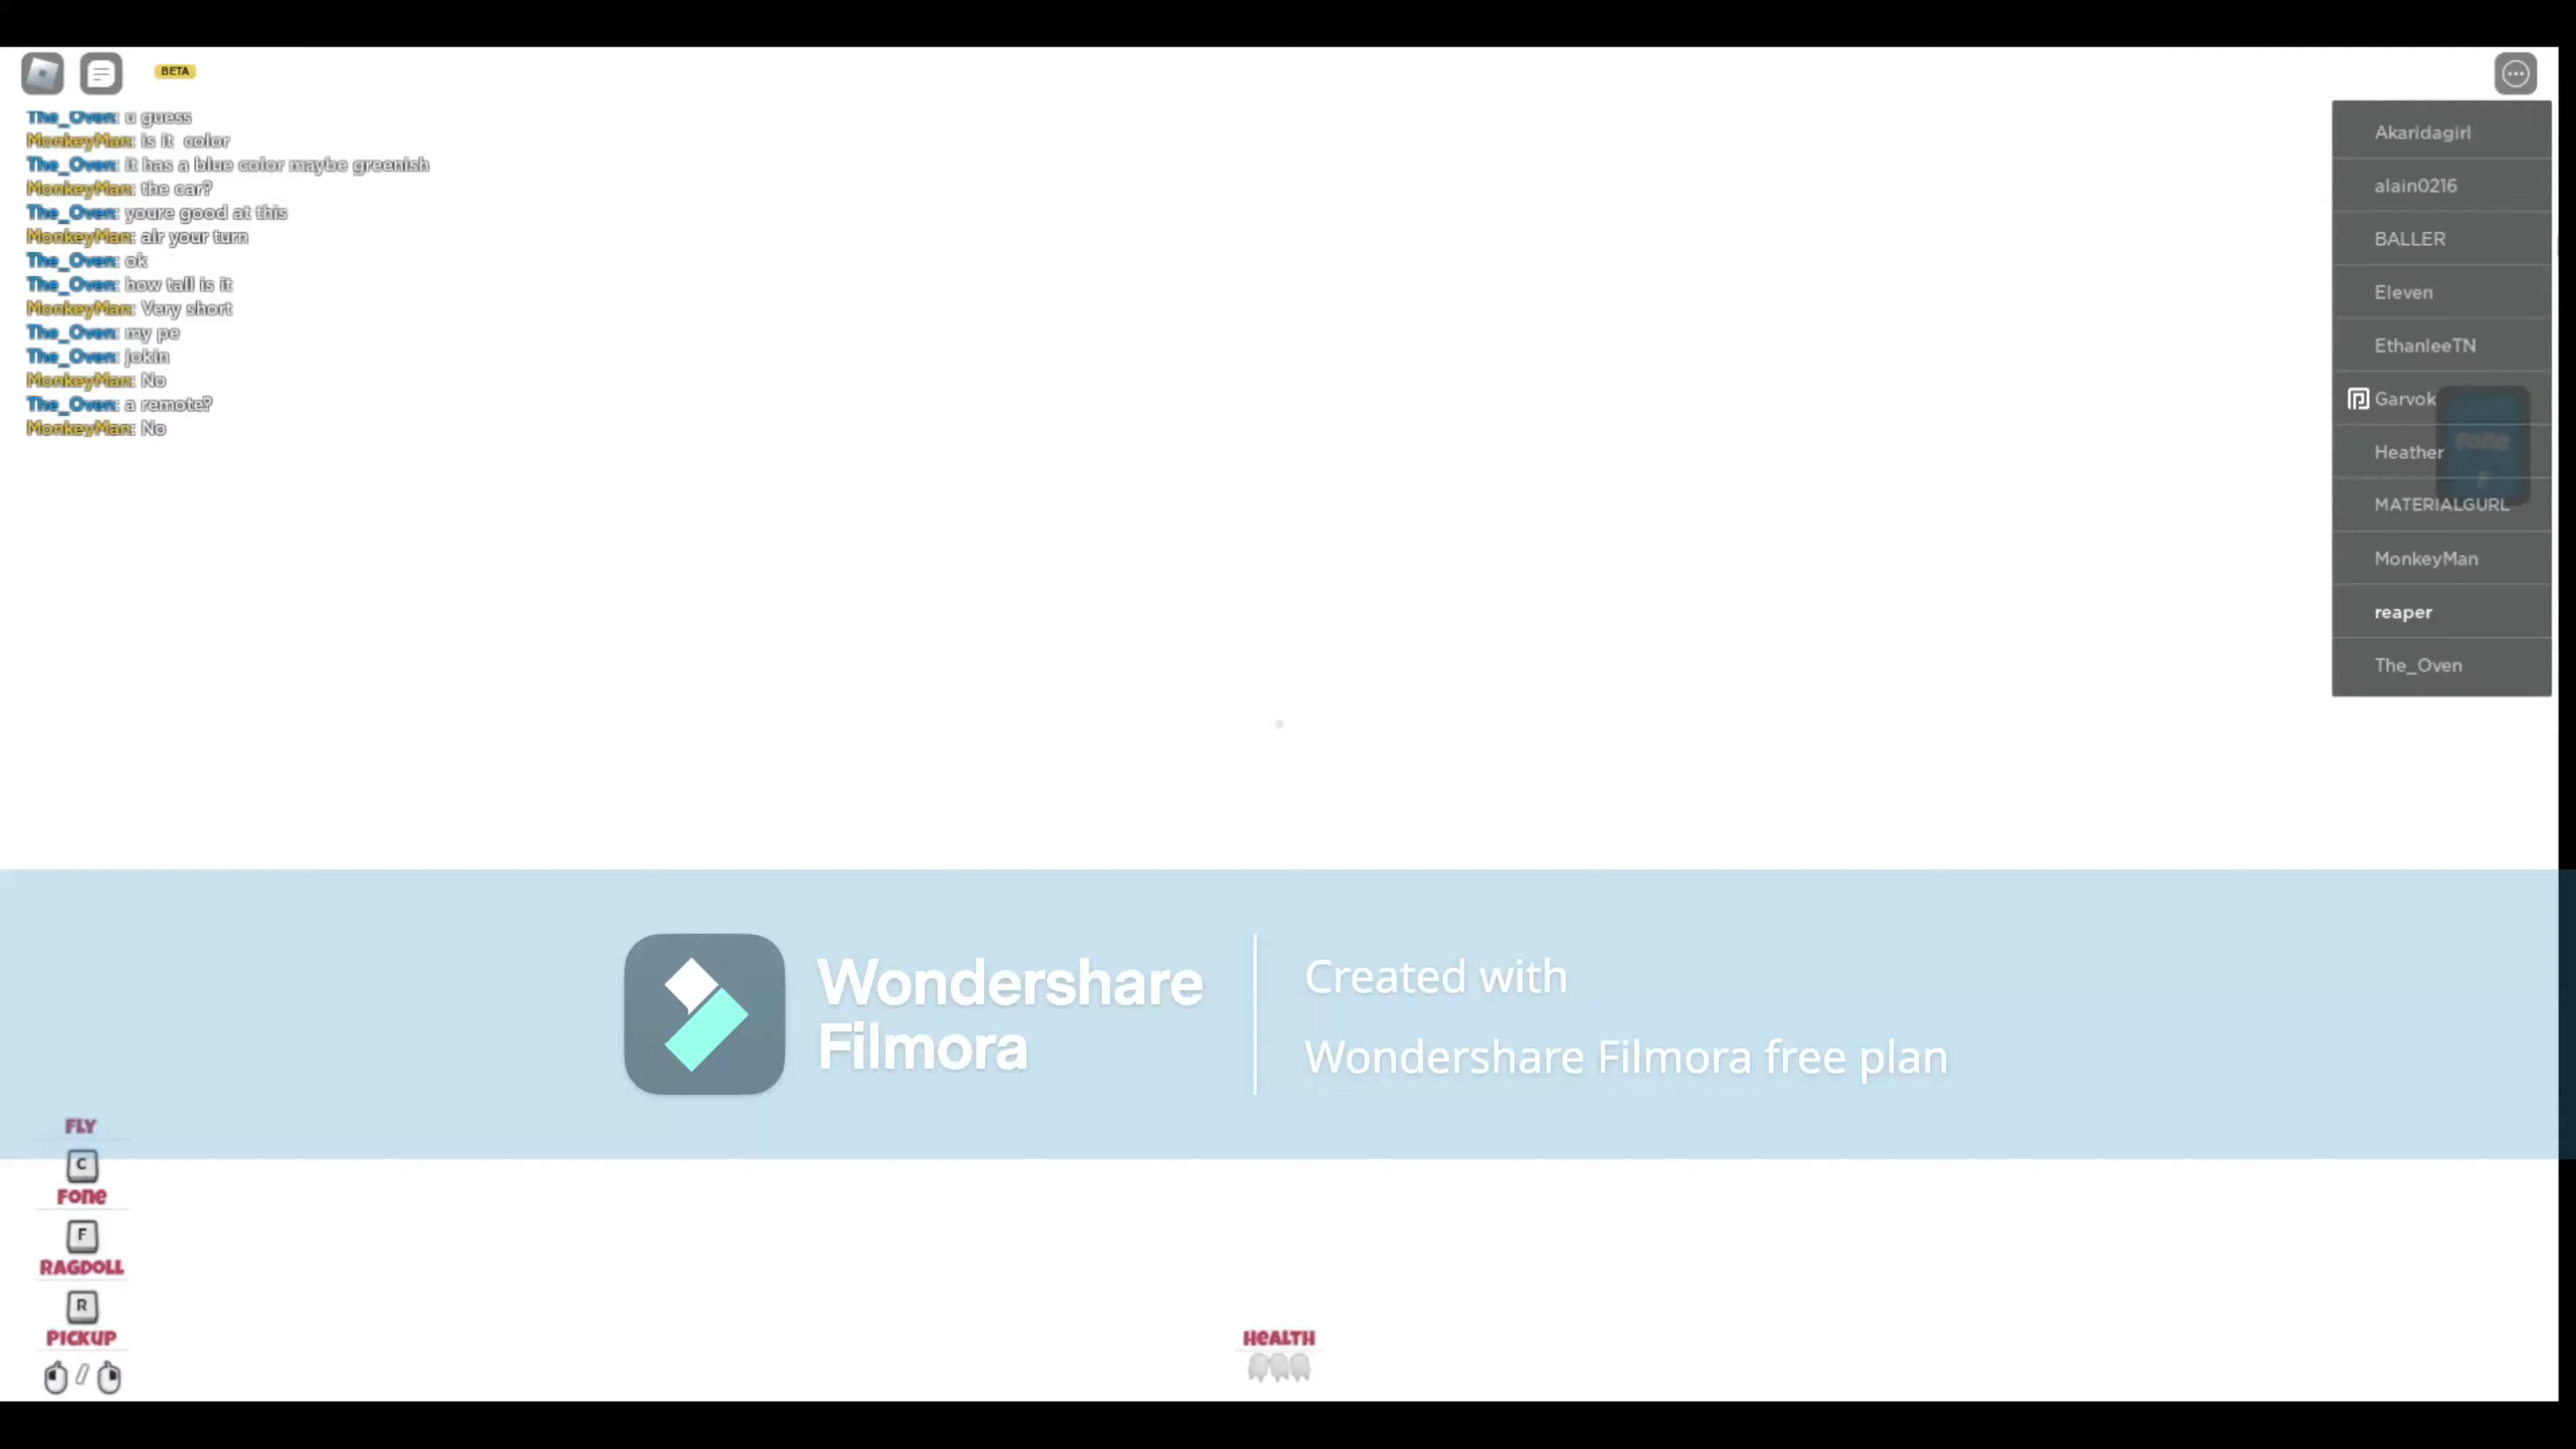 BETA
The_Oven: u guess
MonkeyMan: is it  color
The_Oven: it has a blue color maybe greenish
MonkeyMan: the car?
The_Oven: youre good at this
MonkeyMan: alr your turn
The_Oven: ok
The_Oven: how tall is it
MonkeyMan: Very short
The_Oven: my pe
The_Oven: jokin
MonkeyMan: No
The_Oven: a remote?
MonkeyMan: No
Akaridagirl
alain0216
BALLER
Eleven
EthanleeTN
Garvok
Heather
MATERIALGURL
MonkeyMan
reaper
The_Oven
Fone
F
Wondershare
Filmora
Created with
Wondershare Filmora free plan
FLY
C
Fone
F
RAGDOLL
R
PICKUP
/
HeALTH